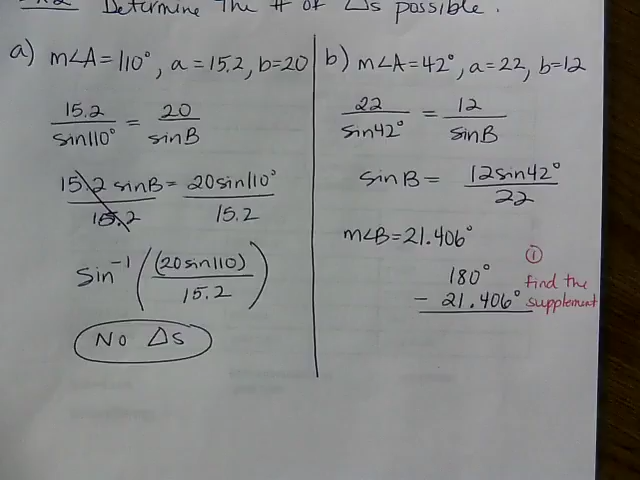 Determine the # of △s possible.
a) m∠A = 110°, a = 15.2, b = 20
15.2/sin110° = 20/sinB
15.2 sinB/15.2 = 20sin110°/15.2
sin⁻¹((20sin110)/15.2)
No △s
b) m∠A = 42°, a = 22, b = 12
22/sin42° = 12/sinB
sinB = 12sin42°/22
m∠B = 21.406°
180°
- 21.406°
① find the
supplement